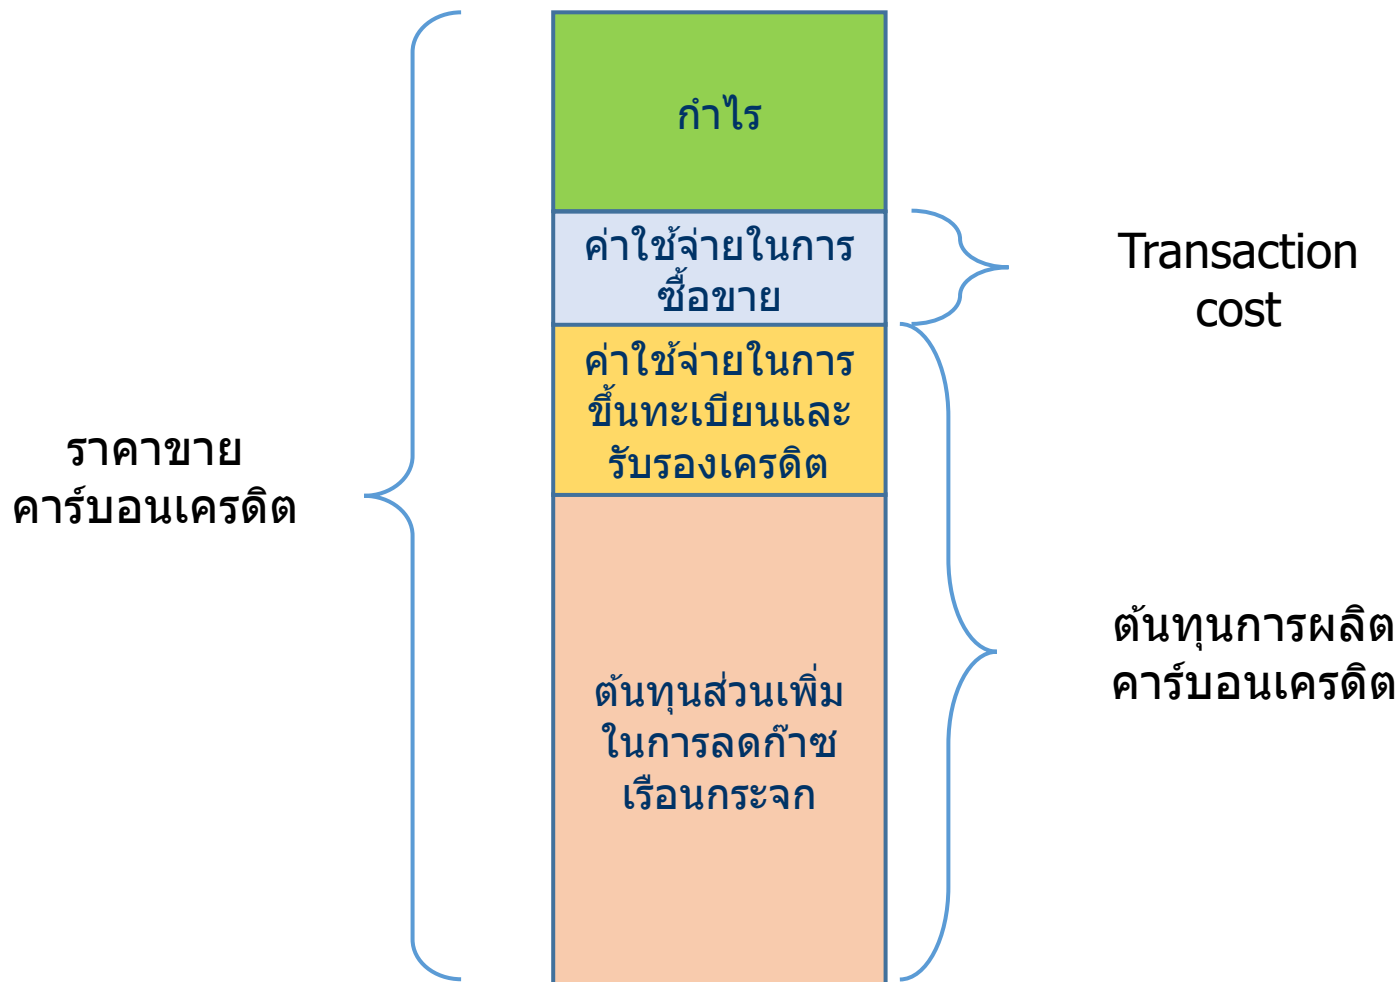 ราคาขาย
คาร์บอนเครดิต
กำไร
ค่าใช้จ่ายในการ
ซื้อขาย
ค่าใช้จ่ายในการ
ขึ้นทะเบียนและ
รับรองเครดิต
ต้นทุนส่วนเพิ่ม
ในการลดก๊าซ
เรือนกระจก
Transaction
cost
ต้นทุนการผลิต
คาร์บอนเครดิต